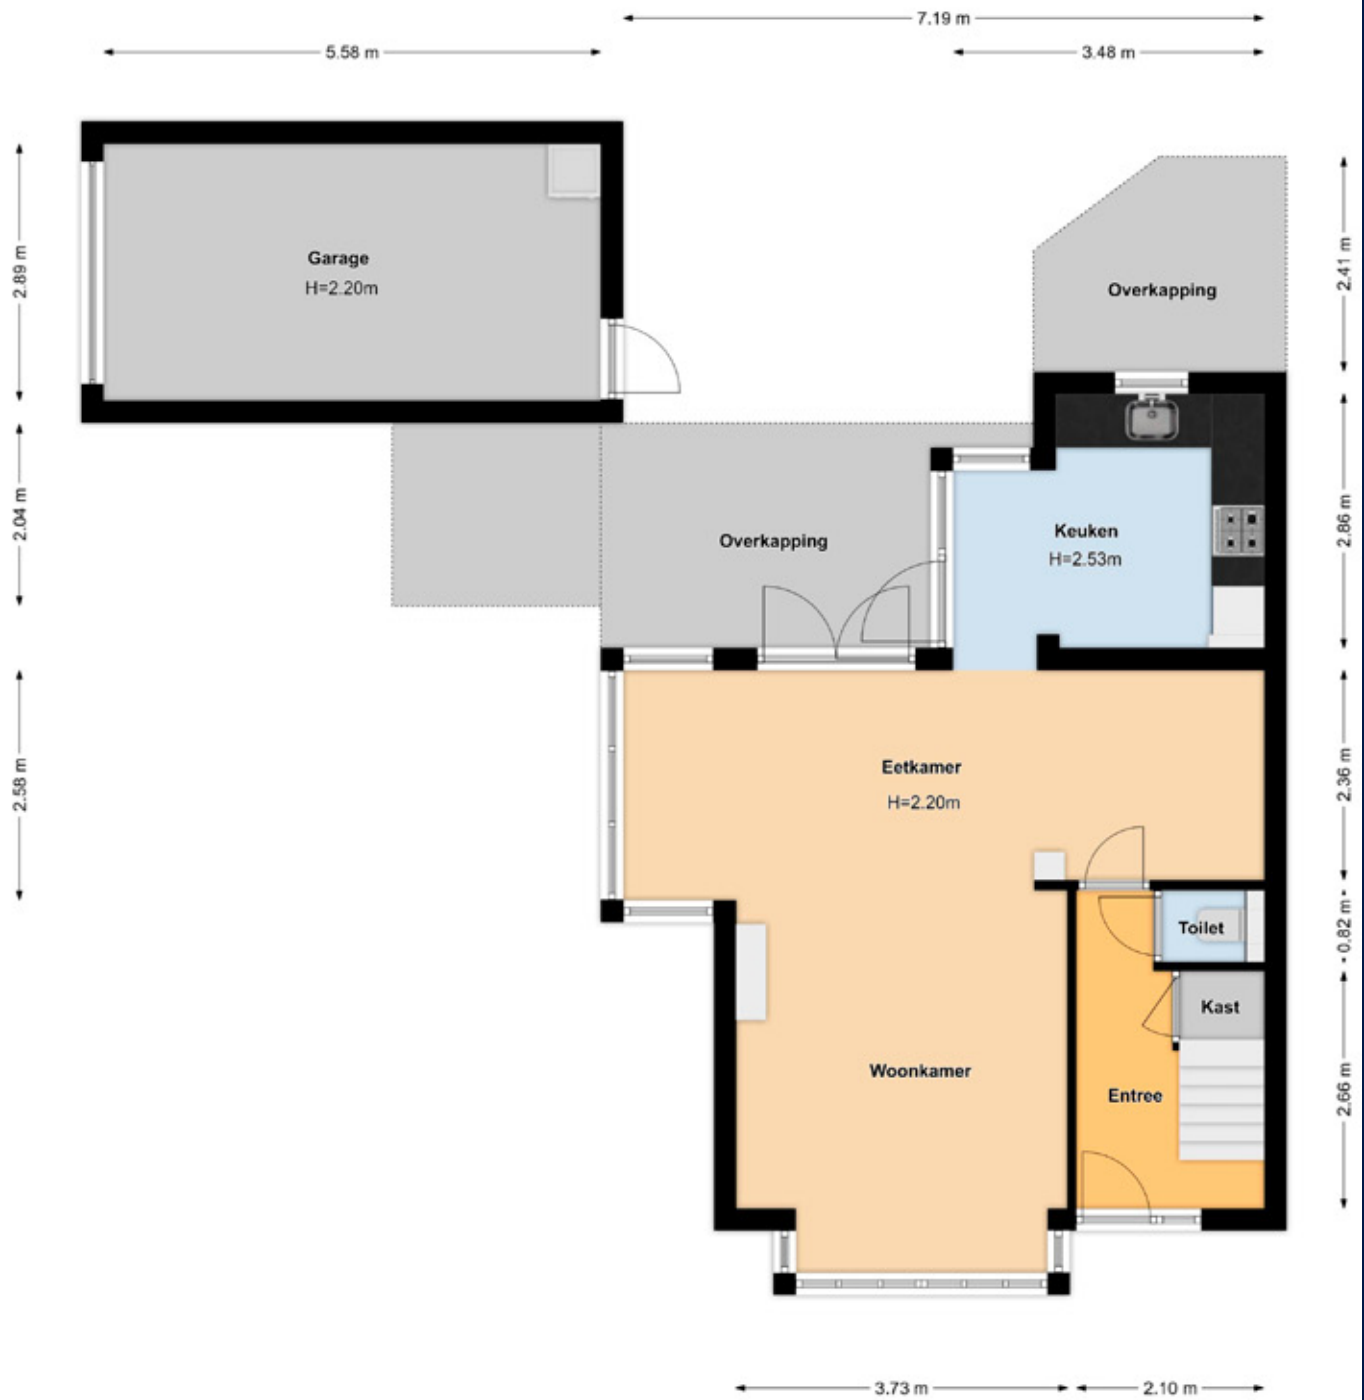 7.19 m
5.58 m
3.48 m
2.89 m
Garage
H=2.20m
2.41 m
Overkapping
2.04 m
Overkapping
Keuken
H=2.53m
2.86 m
2.58 m
Eetkamer
H=2.20m
2.36 m
Toilet
0.82 m
Kast
Woonkamer
Entree
2.66 m
3.73 m
2.10 m